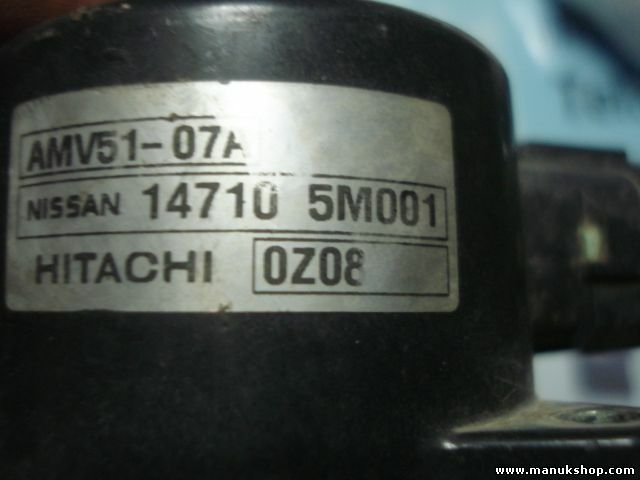 AMV51-07A
NISSAN 14710 5M001
HITACHI 0Z08
www.manukshop.com